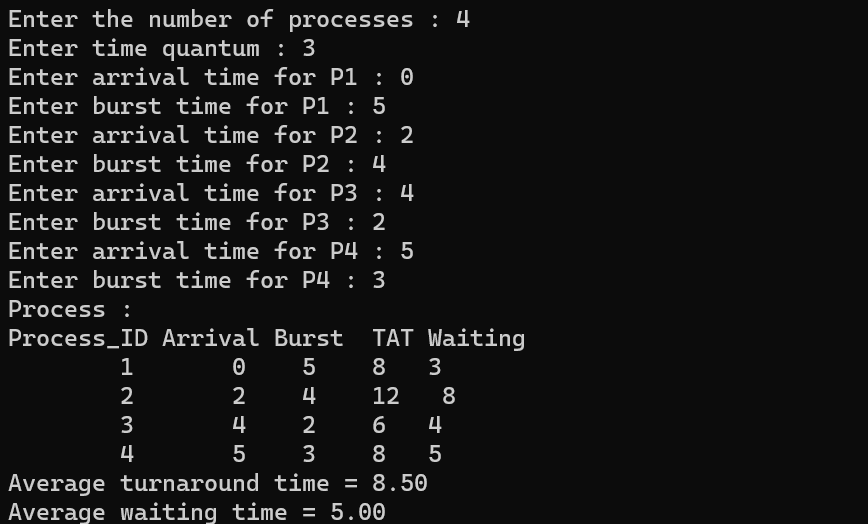 Enter the number of processes : 4
Enter time quantum : 3
Enter arrival time for P1 : 0
Enter burst time for P1 : 5
Enter arrival time for P2 : 2
Enter burst time for P2 : 4
Enter arrival time for P3 : 4
Enter burst time for P3 : 2
Enter arrival time for P4 : 5
Enter burst time for P4 : 3
Process :
Process_ID Arrival Burst  TAT Waiting
        1       0    5    8   3
        2       2    4    12   8
        3       4    2    6   4
        4       5    3    8   5
Average turnaround time = 8.50
Average waiting time = 5.00